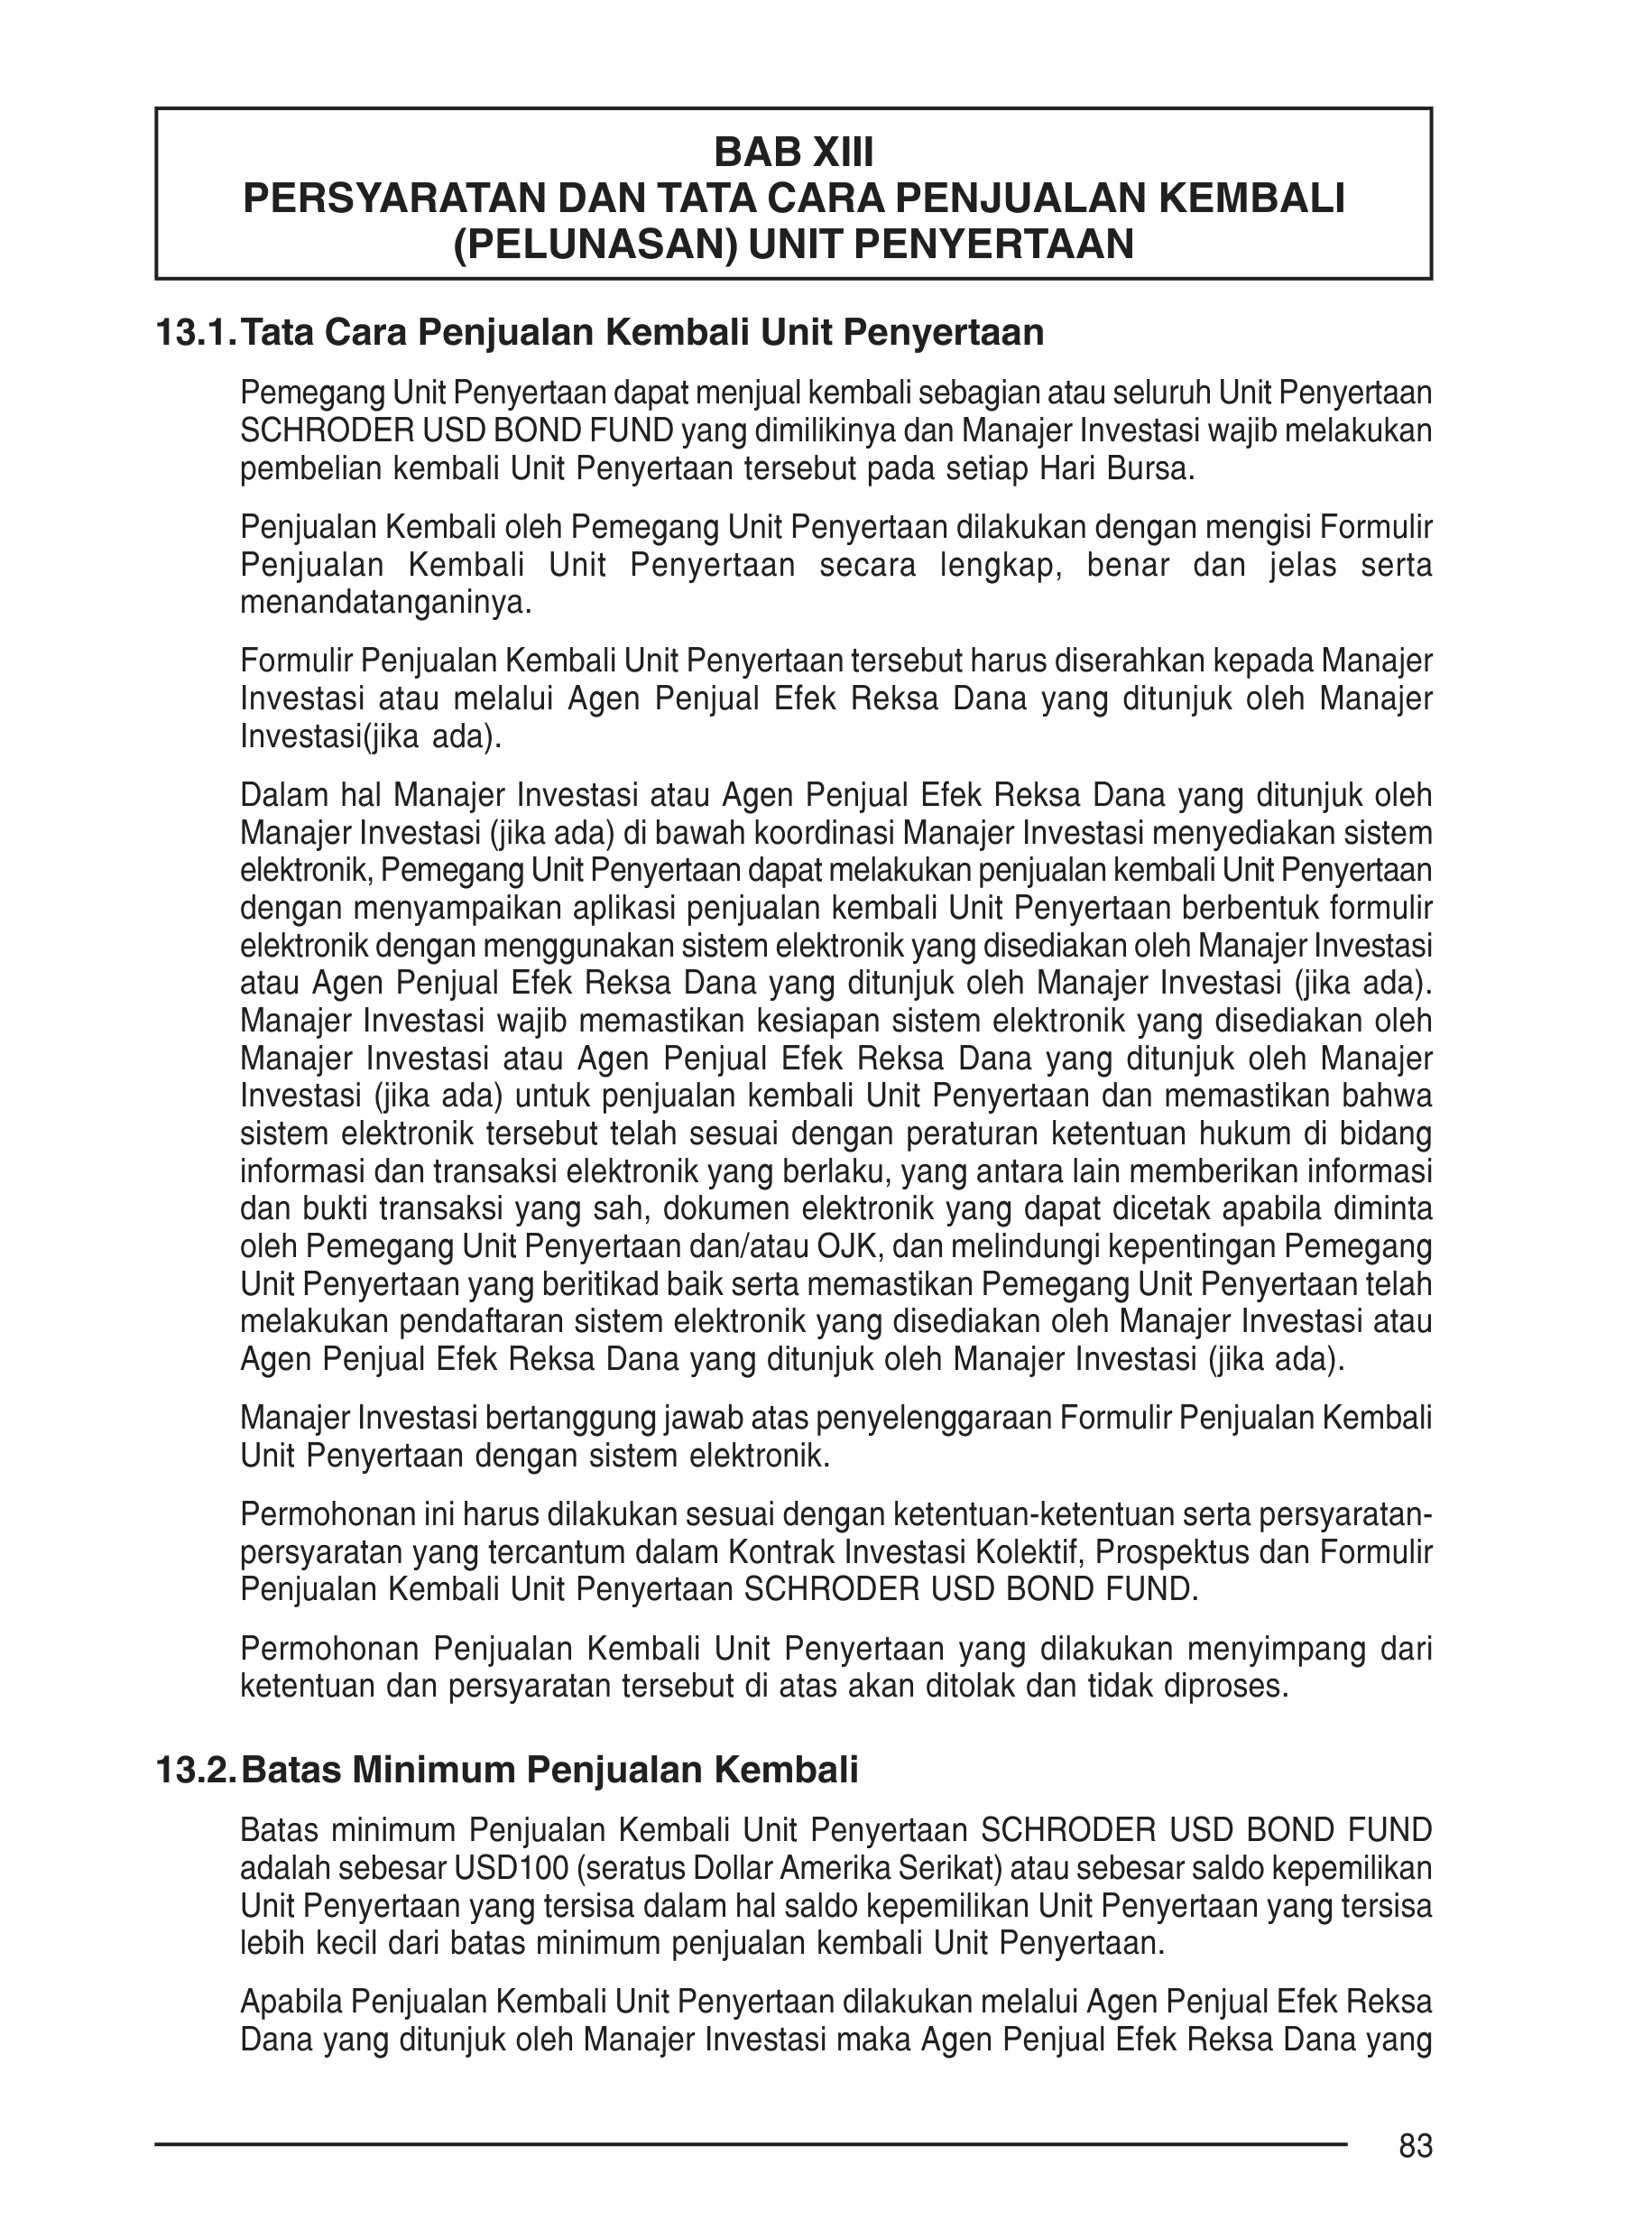 BAB XIII
PERSYARATAN DAN TATA CARA PENJUALAN KEMBALI
(PELUNASAN) UNIT PENYERTAAN
13.1. Tata Cara Penjualan Kembali Unit Penyertaan
Pemegang Unit Penyertaan dapat menjual kembali sebagian atau seluruh Unit Penyertaan
SCHRODER USD BOND FUND yang dimilikinya dan Manajer Investasi wajib melakukan
pembelian kembali Unit Penyertaan tersebut pada setiap Hari Bursa.
Penjualan Kembali oleh Pemegang Unit Penyertaan dilakukan dengan mengisi Formulir
Penjualan Kembali Unit Penyertaan secara lengkap, benar dan jelas serta
menandatanganinya.
Formulir Penjualan Kembali Unit Penyertaan tersebut harus diserahkan kepada Manajer
Investasi atau melalui Agen Penjual Efek Reksa Dana yang ditunjuk oleh Manajer
Investasi(jika ada).
Dalam hal Manajer Investasi atau Agen Penjual Efek Reksa Dana yang ditunjuk oleh
Manajer Investasi (jika ada) di bawah koordinasi Manajer Investasi menyediakan sistem
elektronik, Pemegang Unit Penyertaan dapat melakukan penjualan kembali Unit Penyertaan
dengan menyampaikan aplikasi penjualan kembali Unit Penyertaan berbentuk formulir
elektronik dengan menggunakan sistem elektronik yang disediakan oleh Manajer Investasi
atau Agen Penjual Efek Reksa Dana yang ditunjuk oleh Manajer Investasi (jika ada).
Manajer Investasi wajib memastikan kesiapan sistem elektronik yang disediakan oleh
Manajer Investasi atau Agen Penjual Efek Reksa Dana yang ditunjuk oleh Manajer
Investasi (jika ada) untuk penjualan kembali Unit Penyertaan dan memastikan bahwa
sistem elektronik tersebut telah sesuai dengan peraturan ketentuan hukum di bidang
informasi dan transaksi elektronik yang berlaku, yang antara lain memberikan informasi
dan bukti transaksi yang sah, dokumen elektronik yang dapat dicetak apabila diminta
oleh Pemegang Unit Penyertaan dan/atau OJK, dan melindungi kepentingan Pemegang
Unit Penyertaan yang beritikad baik serta memastikan Pemegang Unit Penyertaan telah
melakukan pendaftaran sistem elektronik yang disediakan oleh Manajer Investasi atau
Agen Penjual Efek Reksa Dana yang ditunjuk oleh Manajer Investasi (jika ada).
Manajer Investasi bertanggung jawab atas penyelenggaraan Formulir Penjualan Kembali
Unit Penyertaan dengan sistem elektronik.
Permohonan ini harus dilakukan sesuai dengan ketentuan-ketentuan serta persyaratan-
persyaratan yang tercantum dalam Kontrak Investasi Kolektif, Prospektus dan Formulir
Penjualan Kembali Unit Penyertaan SCHRODER USD BOND FUND.
Permohonan Penjualan Kembali Unit Penyertaan yang dilakukan menyimpang dari
ketentuan dan persyaratan tersebut di atas akan ditolak dan tidak diproses.
13.2. Batas Minimum Penjualan Kembali
Batas minimum Penjualan Kembali Unit Penyertaan SCHRODER USD BOND FUND
adalah sebesar USD100 (seratus Dollar Amerika Serikat) atau sebesar saldo kepemilikan
Unit Penyertaan yang tersisa dalam hal saldo kepemilikan Unit Penyertaan yang tersisa
lebih kecil dari batas minimum penjualan kembali Unit Penyertaan.
Apabila Penjualan Kembali Unit Penyertaan dilakukan melalui Agen Penjual Efek Reksa
Dana yang ditunjuk oleh Manajer Investasi maka Agen Penjual Efek Reksa Dana yang
83